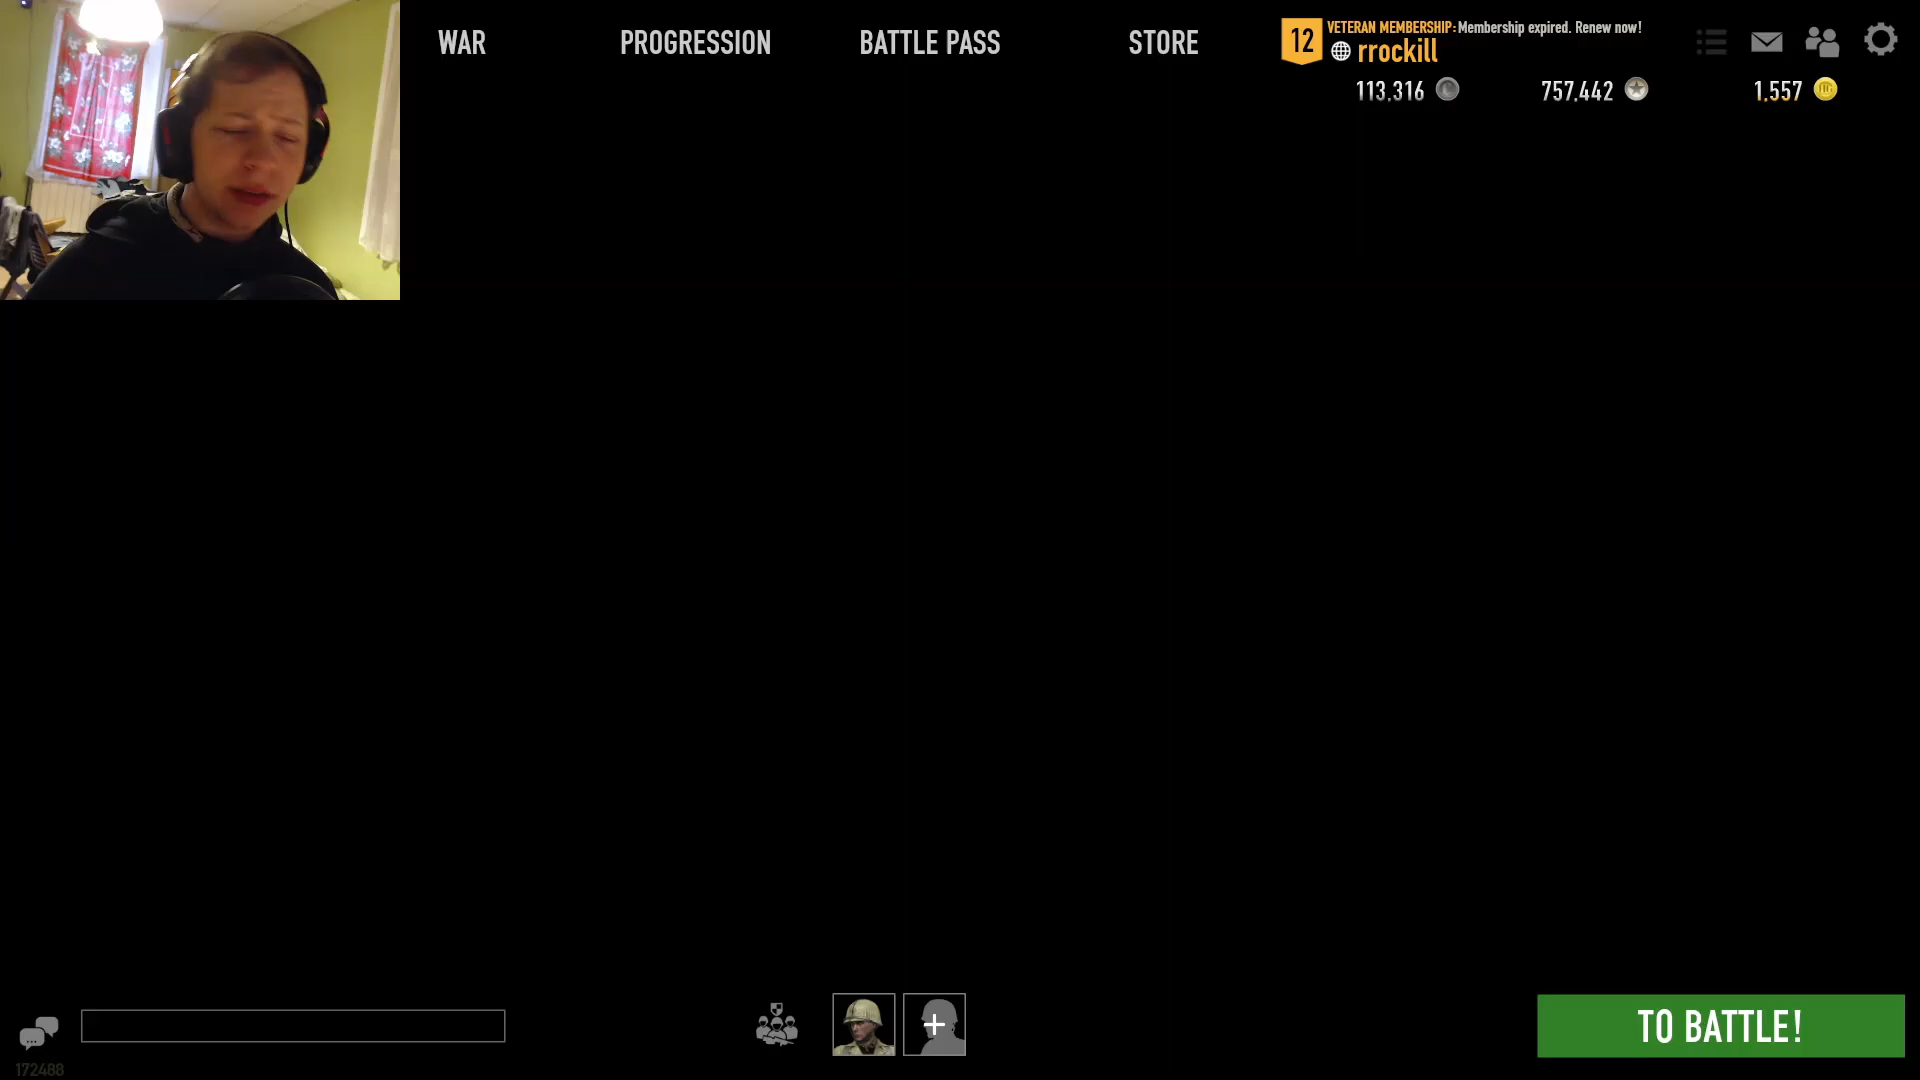 WAR PROGRESSION BATTLE PASS STORE
12 VETERAN MEMBERSHIP: Membership expired. Renew now!
rrockill
113,316 757,442 1,557
TO BATTLE!
172488